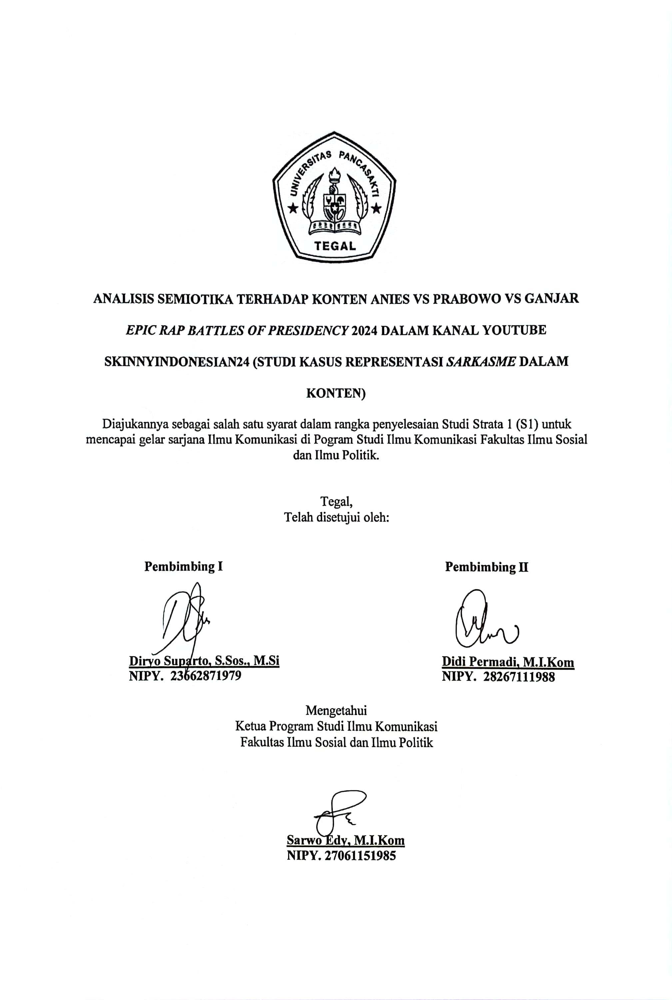 UNIVERSITAS PANCASAKTI
TEGAL
ANALISIS SEMIOTIKA TERHADAP KONTEN ANIES VS PRABOWO VS GANJAR
EPIC RAP BATTLES OF PRESIDENCY 2024 DALAM KANAL YOUTUBE
SKINNYINDONESIAN24 (STUDI KASUS REPRESENTASI SARKASME DALAM
KONTEN)
Diajukannya sebagai salah satu syarat dalam rangka penyelesaian Studi Strata 1 (S1) untuk
mencapai gelar sarjana Ilmu Komunikasi di Pogram Studi Ilmu Komunikasi Fakultas Ilmu Sosial
dan Ilmu Politik.
Tegal,
Telah disetujui oleh:
Pembimbing I
Pembimbing II
Diryo Suparto, S.Sos., M.Si
NIPY. 23662871979
Didi Permadi, M.I.Kom
NIPY. 28267111988
Mengetahui
Ketua Program Studi Ilmu Komunikasi
Fakultas Ilmu Sosial dan Ilmu Politik
Sarwo Edy, M.I.Kom
NIPY. 27061151985